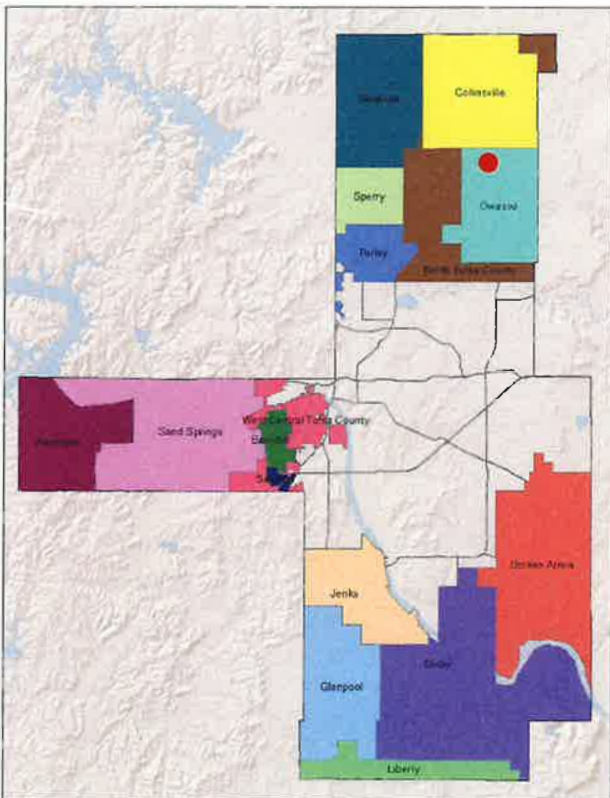 Skiatook
Collinsville
Sperry
Owasso
Turley
North Tulsa County
West Central Tulsa County
Sand Springs
Jenks
Broken Arrow
Bixby
Glenpool
Liberty